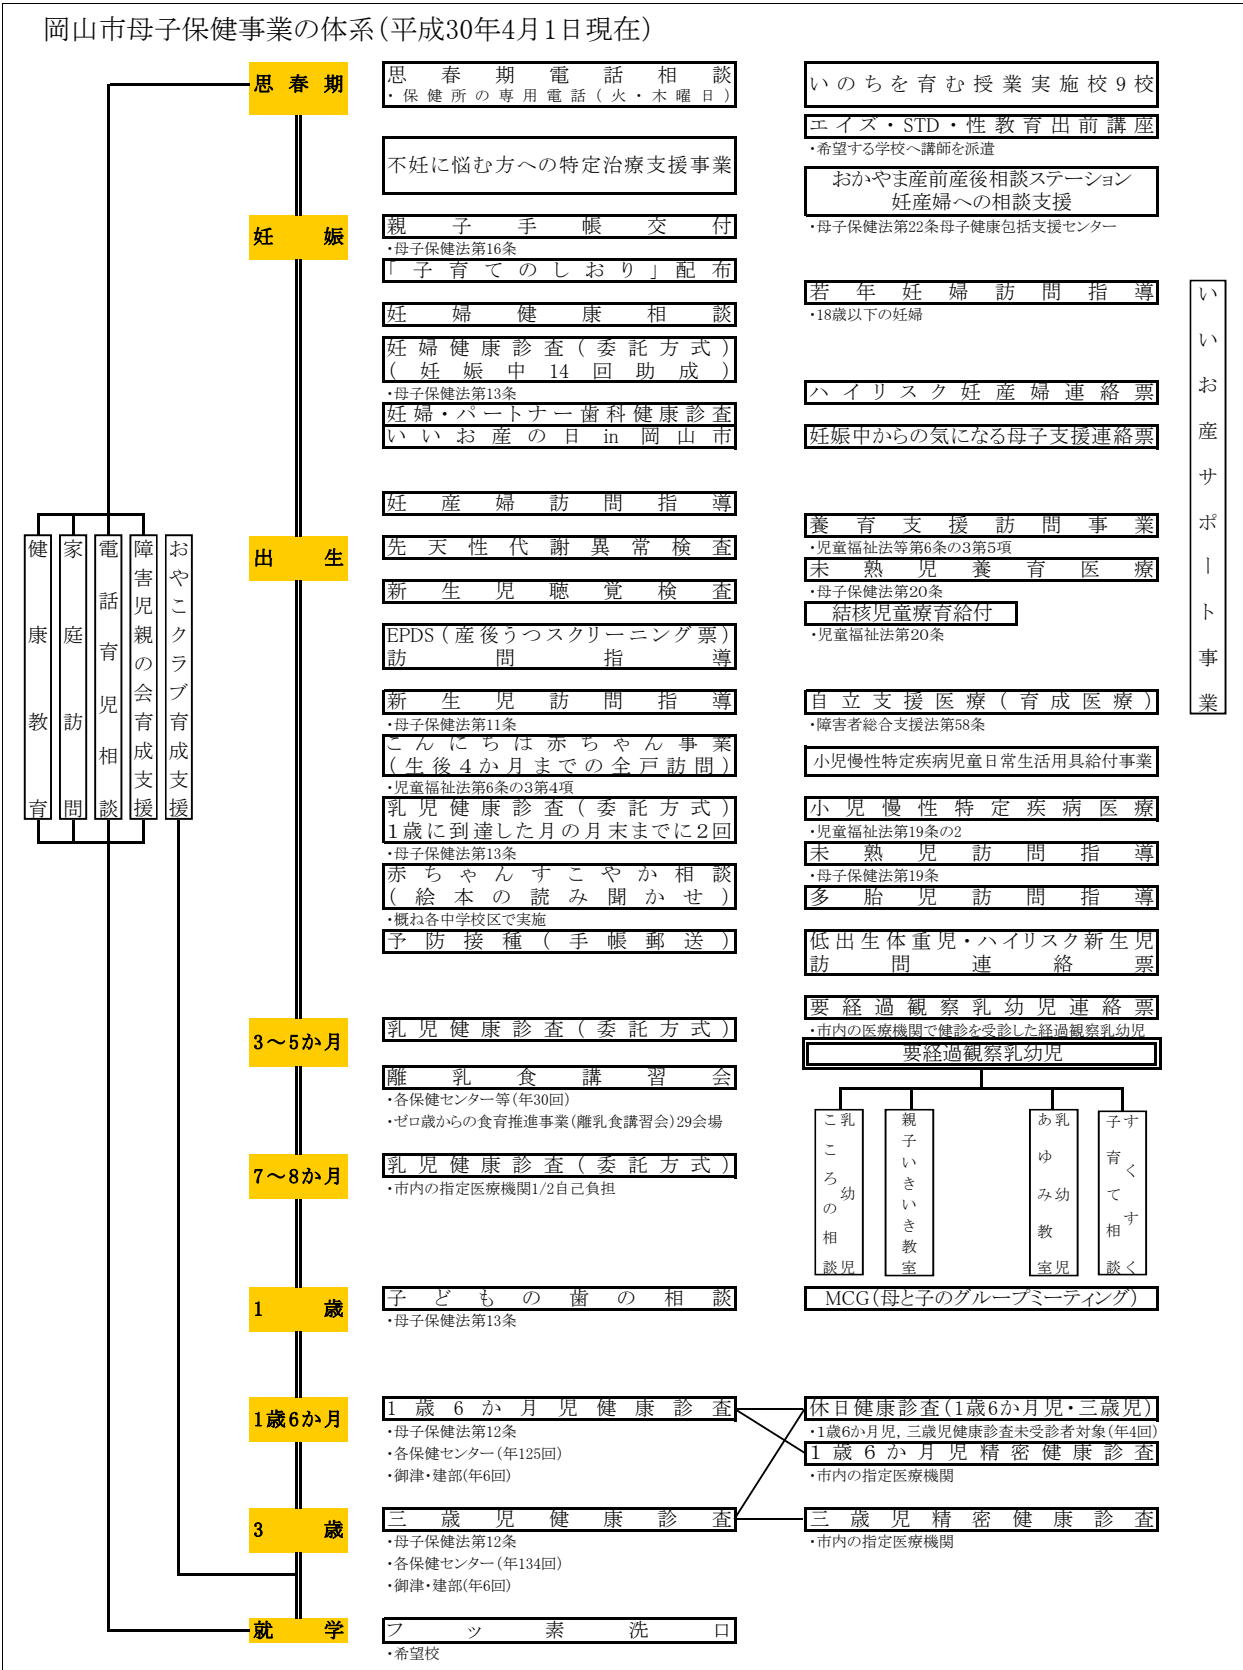 岡山市母子保健事業の体系(平成30年4月1日現在)
思春期
思春期電話相談
・保健所の専用電話(火・木曜日)
いのちを育む授業実施校9校
エイズ・STD・性教育出前講座
・希望する学校へ講師を派遣
不妊に悩む方への特定治療支援事業
おかやま産前産後相談ステーション
妊産婦への相談支援
・母子保健法第22条母子健康包括支援センター
妊娠
親子手帳交付
・母子保健法第16条
「子育てのしおり」配布
若年妊婦訪問指導
・18歳以下の妊婦
妊婦健康相談
妊婦健康診査(委託方式)
(妊娠中14回助成)
・母子保健法第13条
ハイリスク妊産婦連絡票
妊婦・パートナー歯科健康診査
いいお産の日in岡山市
妊娠中からの気になる母子支援連絡票
いいお産サポート事業
妊産婦訪問指導
養育支援訪問事業
・児童福祉法等第6条の3第5項
出生
先天性代謝異常検査
未熟児養育医療
・母子保健法第20条
新生児聴覚検査
結核児童療育給付
・児童福祉法第20条
EPDS(産後うつスクリーニング票)
訪問指導
健康教育
家庭訪問
電話育児相談
障害児親の会育成支援
おやこクラブ育成支援
新生児訪問指導
・母子保健法第11条
自立支援医療(育成医療)
・障害者総合支援法第58条
こんにちは赤ちゃん事業
(生後4か月までの全戸訪問)
・児童福祉法第6条の3第4項
小児慢性特定疾病児童日常生活用具給付事業
乳児健康診査(委託方式)
1歳に到達した月の月末までに2回
・母子保健法第13条
小児慢性特定疾病医療
・児童福祉法第19条の2
未熟児訪問指導
・母子保健法第19条
赤ちゃんすこやか相談
(絵本の読み聞かせ)
・概ね各中学校区で実施
多胎児訪問指導
予防接種(手帳郵送)
低出生体重児・ハイリスク新生児
訪問連絡票
要経過観察乳幼児連絡票
・市内の医療機関で健診を受診した経過観察乳幼児
3～5か月
乳児健康診査(委託方式)
要経過観察乳幼児
離乳食講習会
・各保健センター等(年30回)
・ゼロ歳からの食育推進事業(離乳食講習会)29会場
乳幼児
こころの相談
親子いきいき教室
乳幼児
あゆみ教室
すくすく
子育て相談
7～8か月
乳児健康診査(委託方式)
・市内の指定医療機関1/2自己負担
1歳
子どもの歯の相談
・母子保健法第13条
MCG(母と子のグループミーティング)
1歳6か月
1歳6か月児健康診査
・母子保健法第12条
・各保健センター(年125回)
・御津・建部(年6回)
休日健康診査(1歳6か月児・三歳児)
・1歳6か月児,三歳児健康診査未受診者対象(年4回)
1歳6か月児精密健康診査
・市内の指定医療機関
3歳
三歳児健康診査
・母子保健法第12条
・各保健センター(年134回)
・御津・建部(年6回)
三歳児精密健康診査
・市内の指定医療機関
就学
フッ素洗口
・希望校